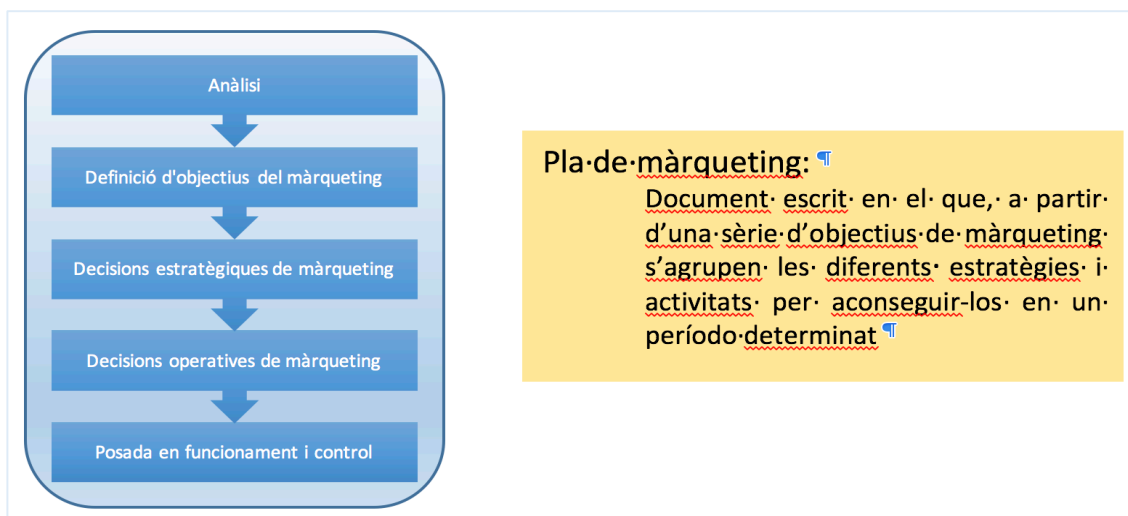 Anàlisi
Definició d'objectius del màrqueting
Decisions estratègiques de màrqueting
Decisions operatives de màrqueting
Posada en funcionament i control
Pla·de·màrqueting: ¶
Document· escrit· en· el· que,· a· partir·
d’una·sèrie·d’objectius·de·màrqueting·
s’agrupen· les· diferents· estratègies· i·
activitats· per· aconseguir-los· en· un·
período·determinat ¶